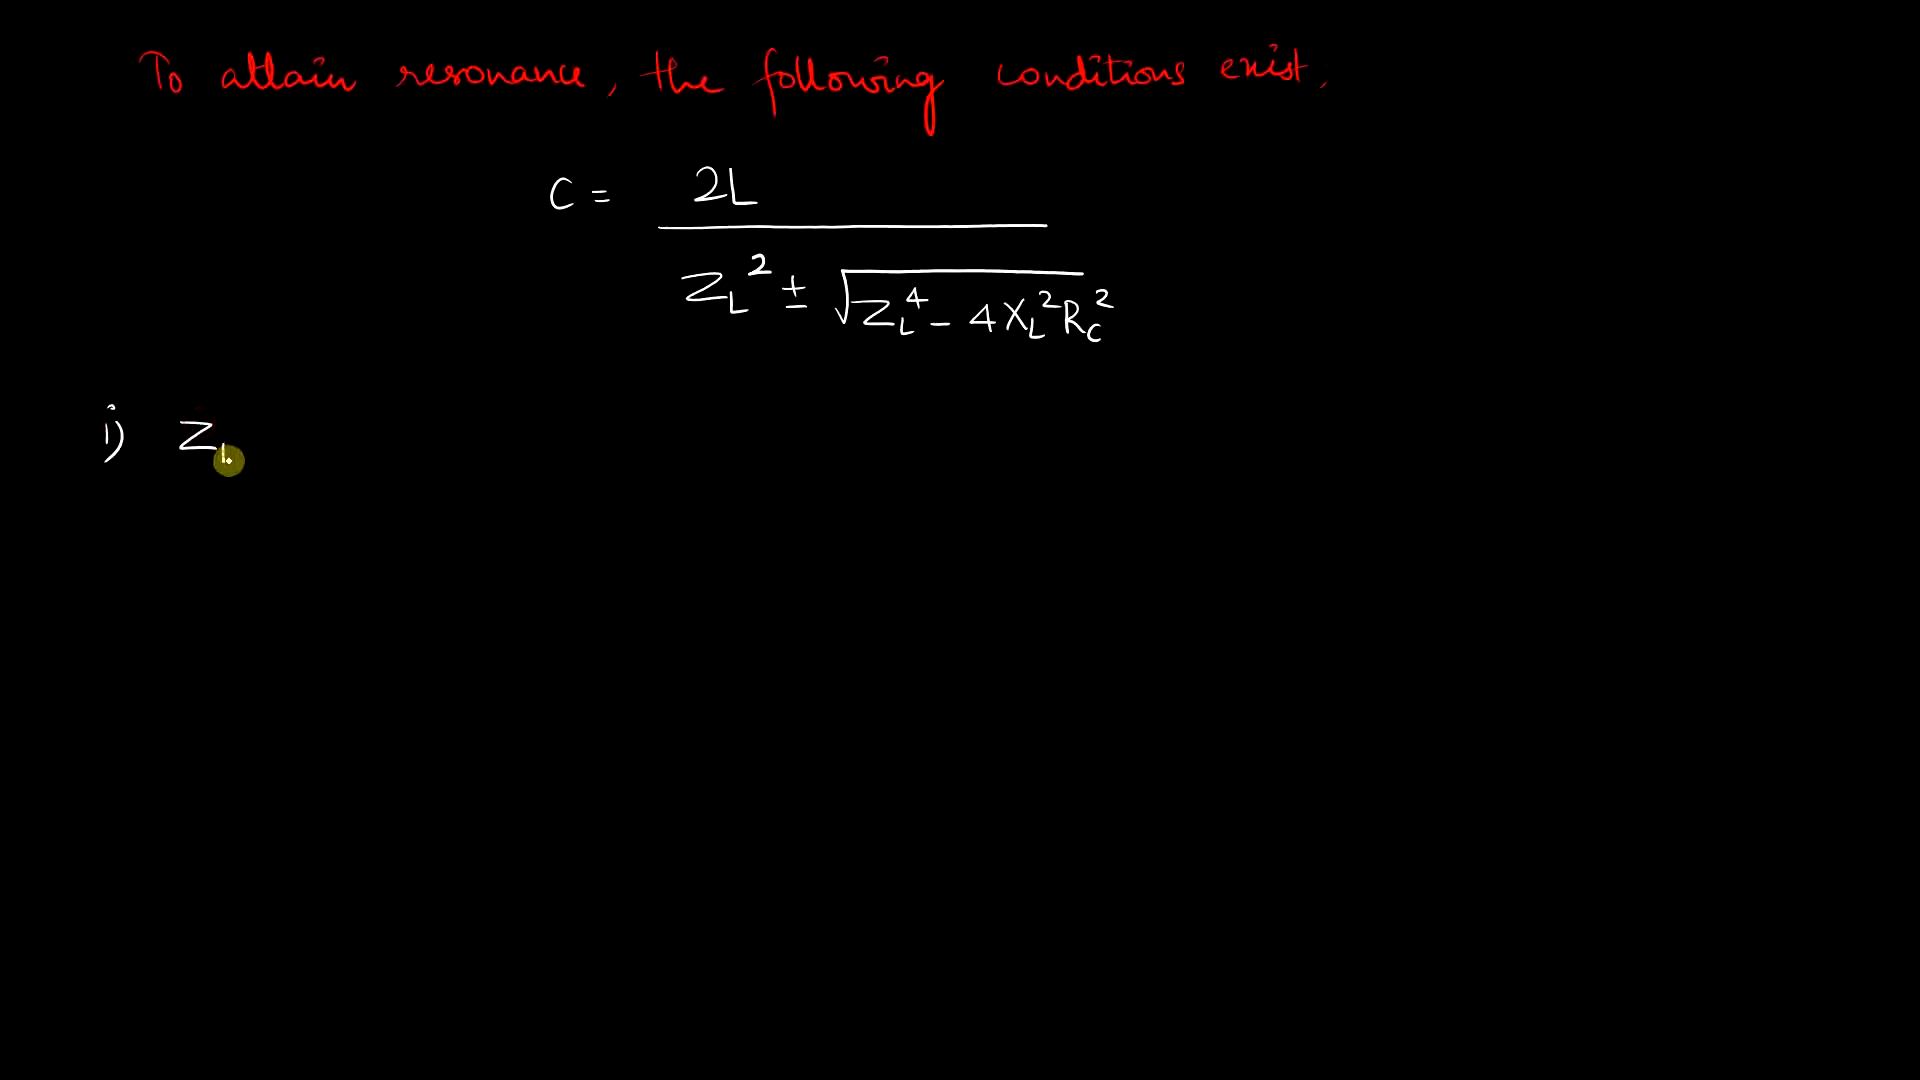 To attain resonance, the following conditions exist.
C = 2L
Z_L^2 ± √(Z_L^4 - 4X_L^2R_C^2)
i) Z_L